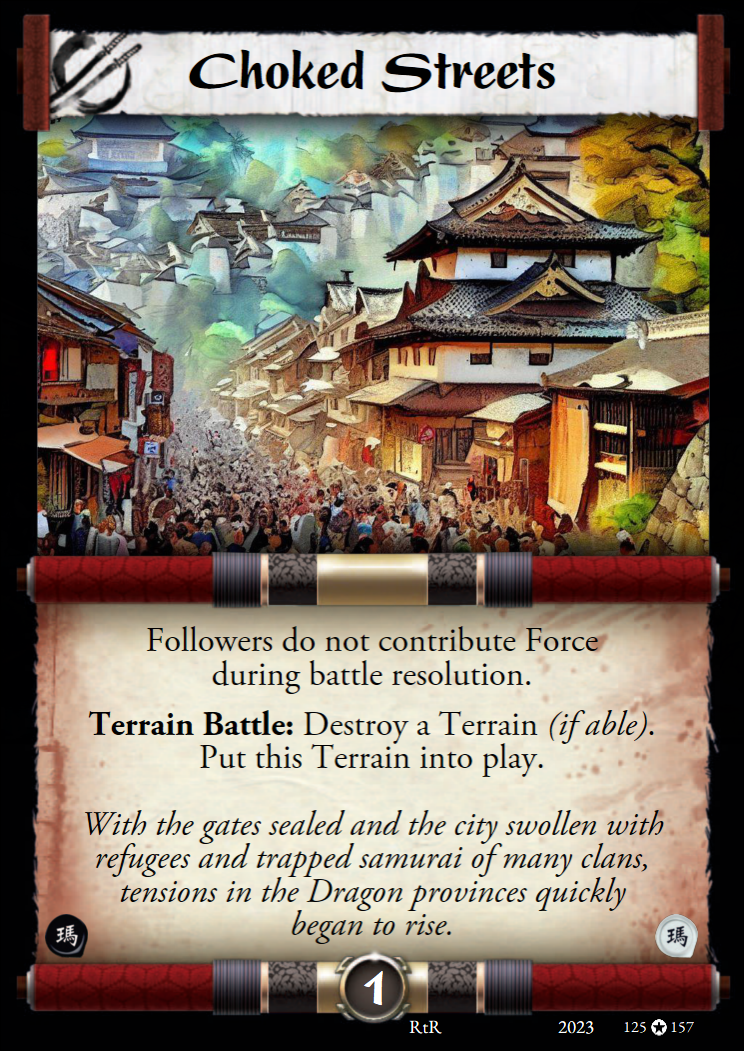 Choked Streets
Followers do not contribute Force
during battle resolution.
Terrain Battle: Destroy a Terrain (if able).
Put this Terrain into play.
With the gates sealed and the city swollen with
refugees and trapped samurai of many clans,
tensions in the Dragon provinces quickly
began to rise.
瑪 瑪
1
RtR 2023 125 ✪ 157